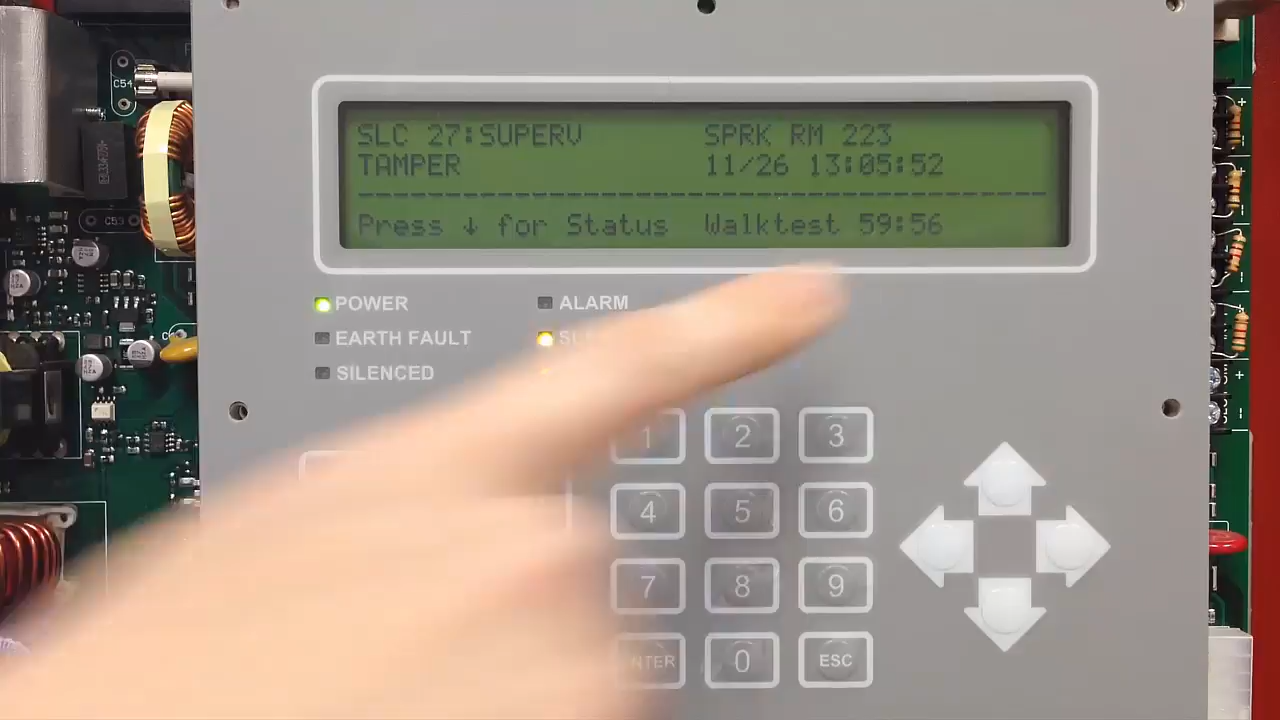 SLC 27:SUPERV SPRK RM 223
TAMPER 11/26 13:05:52
Press ↓ for Status Walktest 59:56
POWER ALARM
EARTH FAULT
SILENCED
1 2 3
4 5 6
7 8 9
0 ESC
C54
C53
+
+
+
+
+